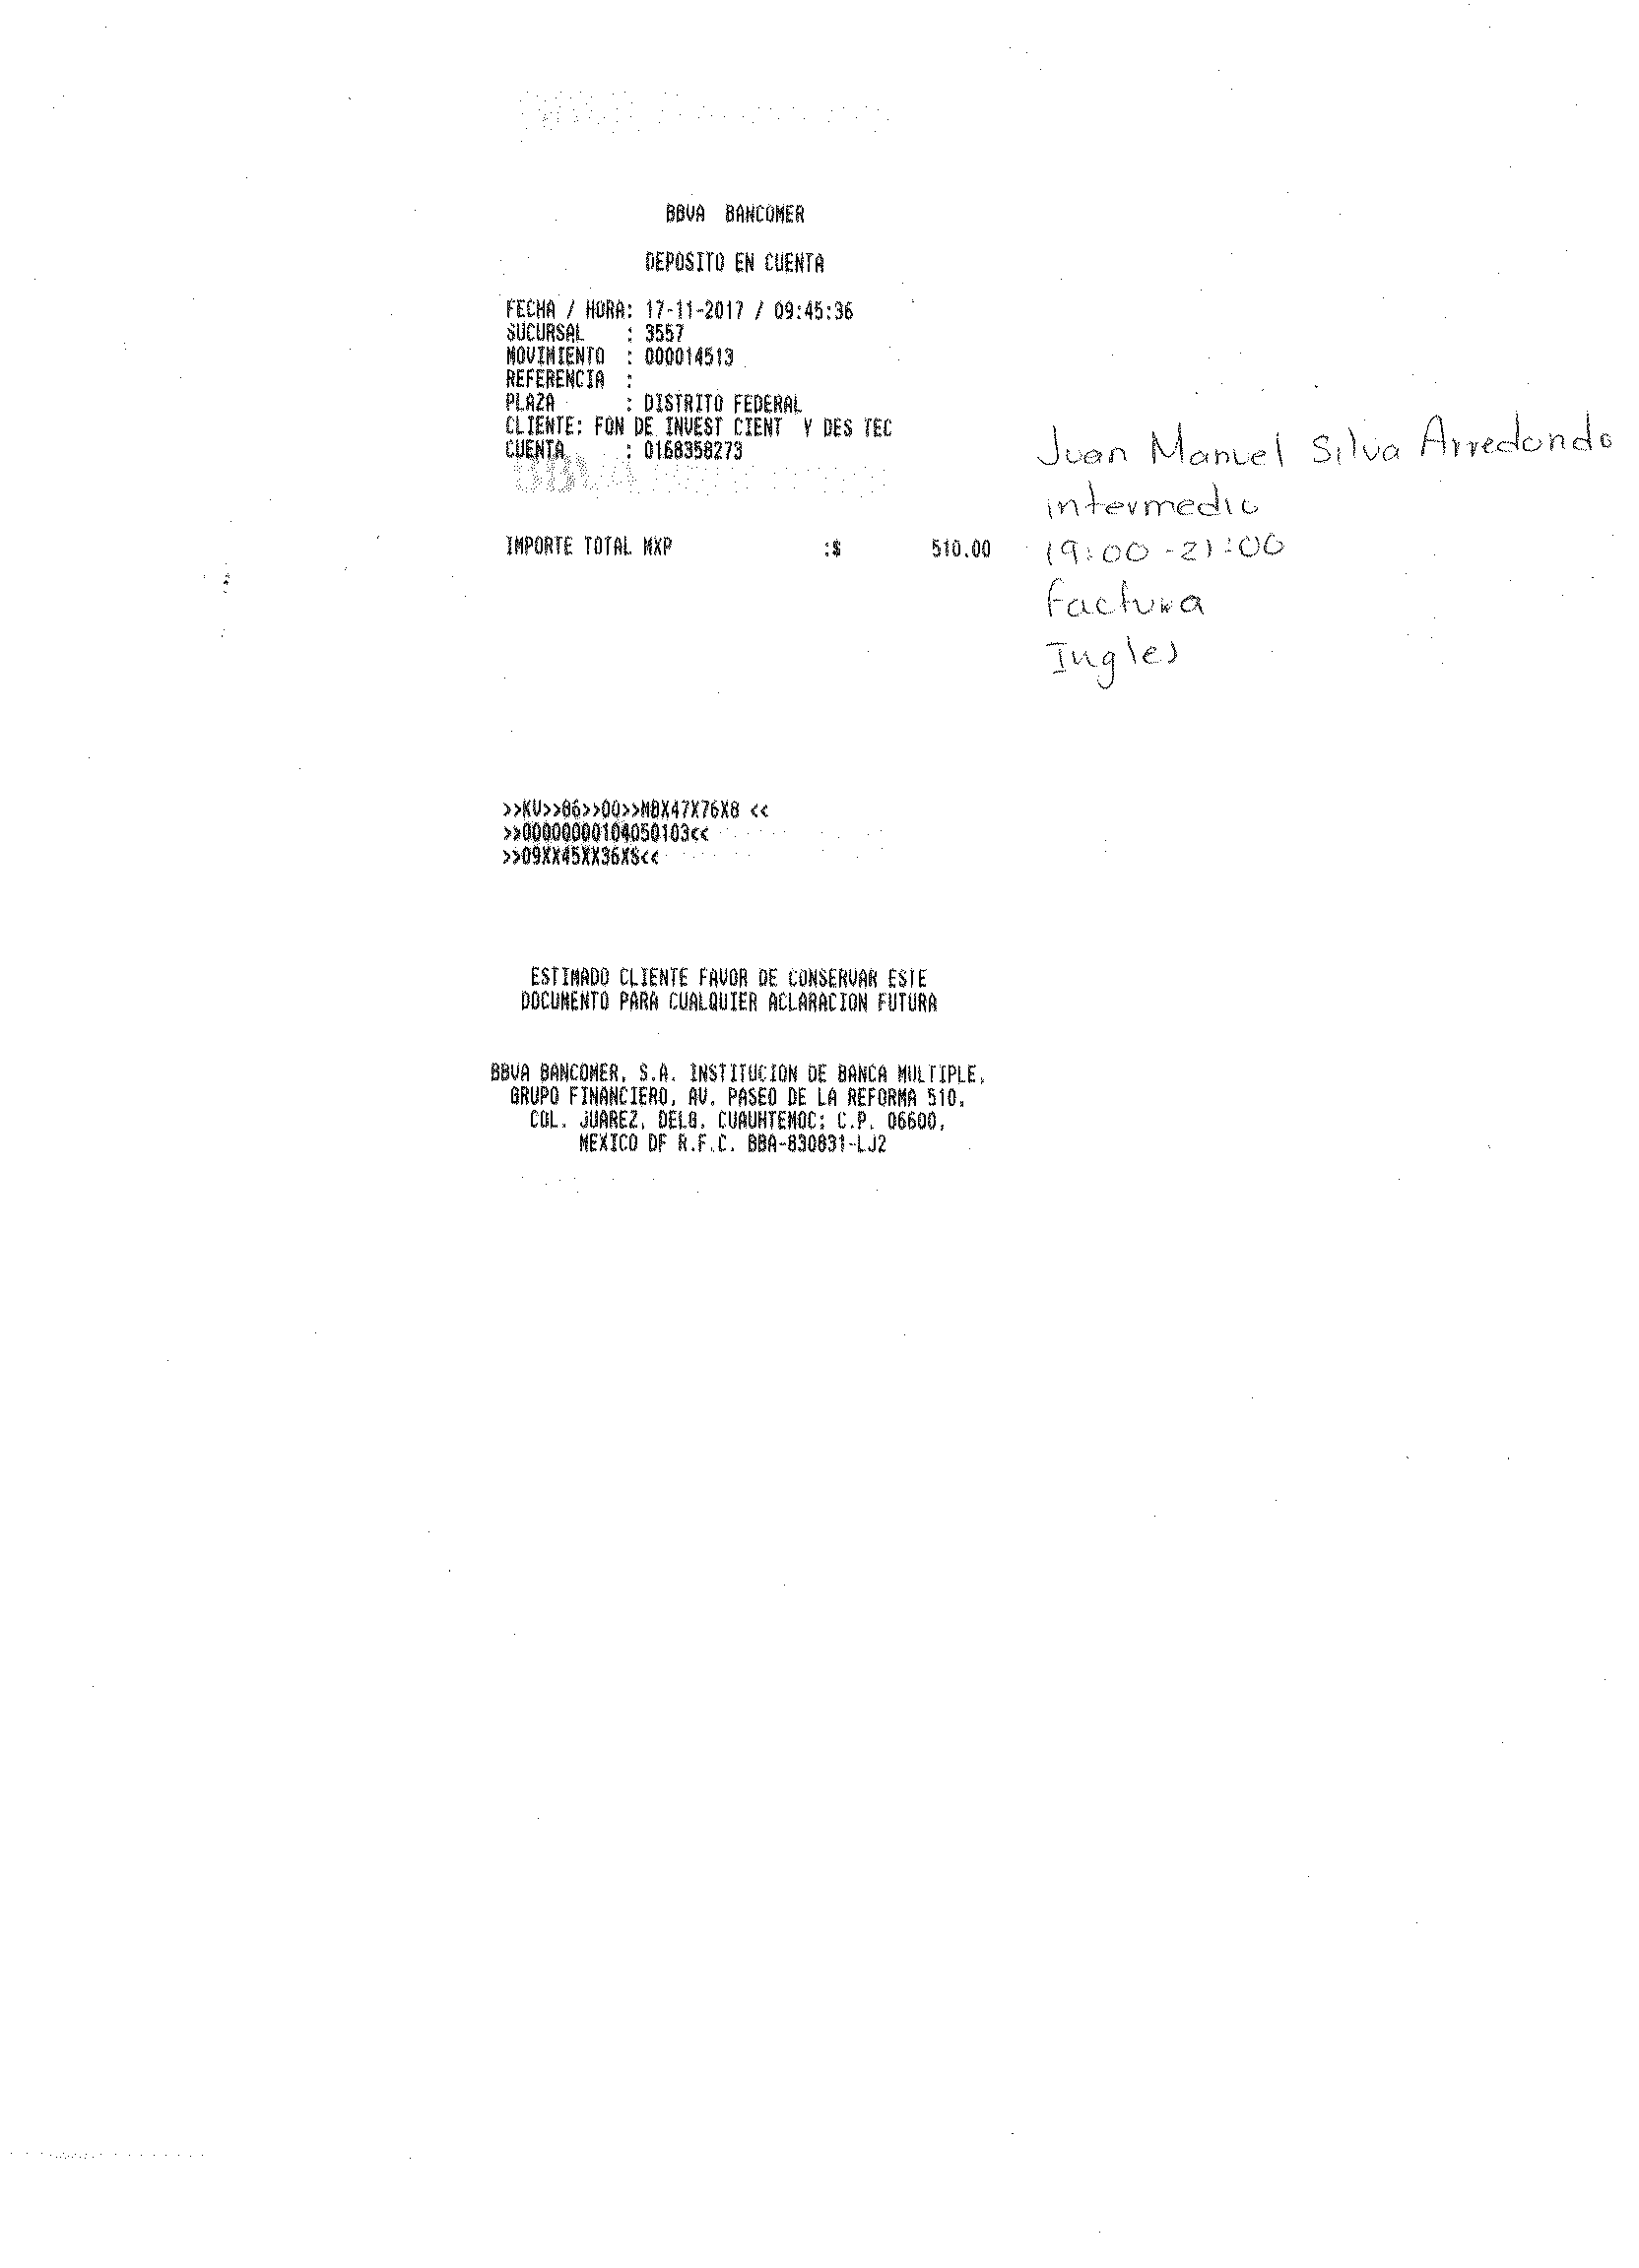 BBVA BANCOMER
DEPOSITO EN CUENTA
FECHA / HORA: 17-11-2017 / 09:45:36
SUCURSAL : 3557
MOVIMIENTO : 000014513
REFERENCIA :
PLAZA : DISTRITO FEDERAL
CLIENTE: FON DE INVEST CIENT Y DES TEC
CUENTA : 0168358273
BBVA
Juan Manuel Silva Arredondo
intermedio
IMPORTE TOTAL MXP :$ 510.00
19:00 - 21:00
factura
Ingles
>>KV>>86>>00>>M8X47X76X8 <<
>>00000000104050103<<
>>09XX45XX36XS<<
ESTIMADO CLIENTE FAVOR DE CONSERVAR ESTE
DOCUMENTO PARA CUALQUIER ACLARACION FUTURA
BBVA BANCOMER, S.A. INSTITUCION DE BANCA MULTIPLE,
GRUPO FINANCIERO, AV. PASEO DE LA REFORMA 510,
COL. JUAREZ, DELG. CUAUHTEMOC; C.P. 06600,
MEXICO DF R.F.C. BBA-830831-LJ2